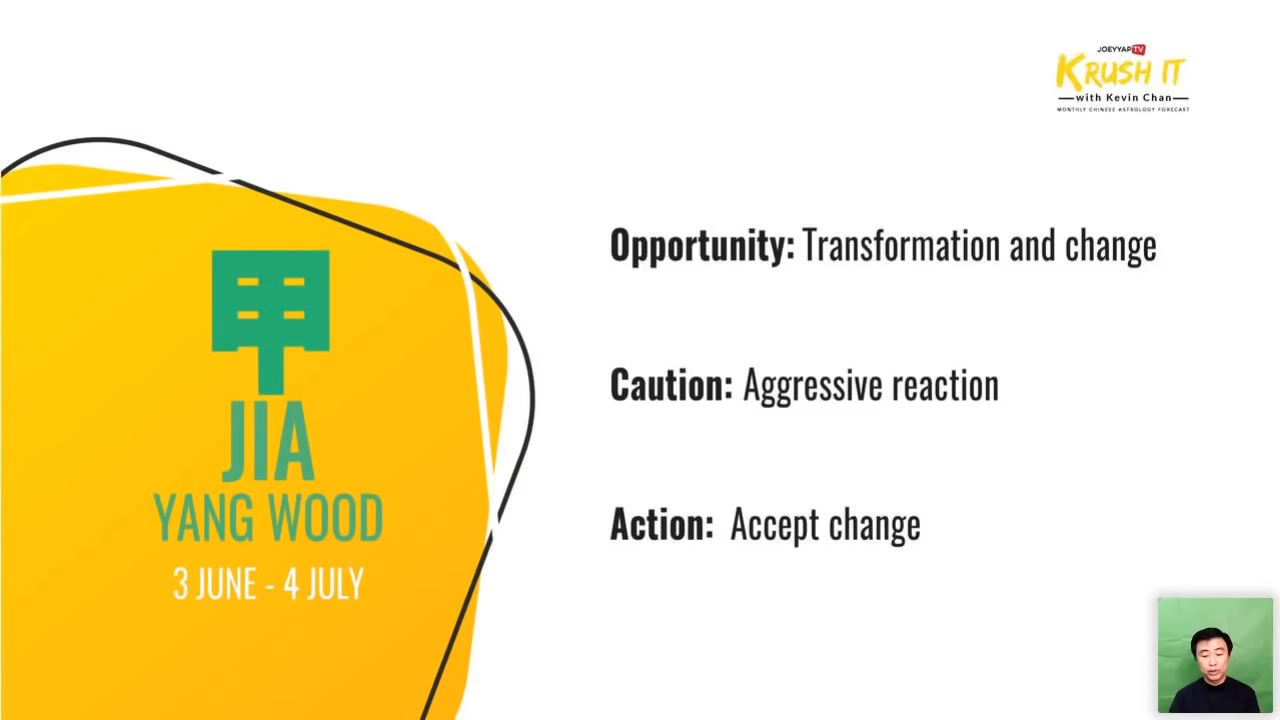 JOEYYAP TV
KRUSH IT
with Kevin Chan
MONTHLY CHINESE ASTROLOGY FORECAST
Opportunity: Transformation and change
甲
JIA
YANG WOOD
3 JUNE - 4 JULY
Caution: Aggressive reaction
Action: Accept change